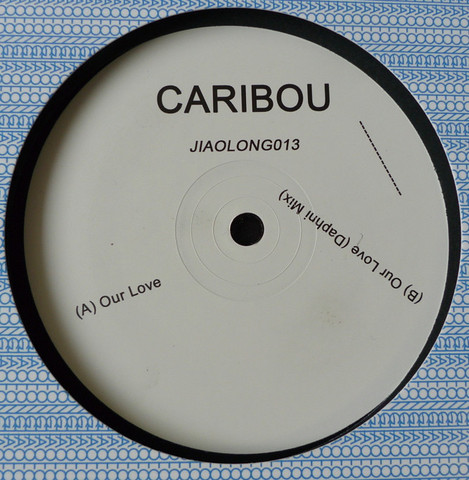 CARIBOU
JIAOLONG013
(B) Our Love (Daphni Mix)
(A) Our Love